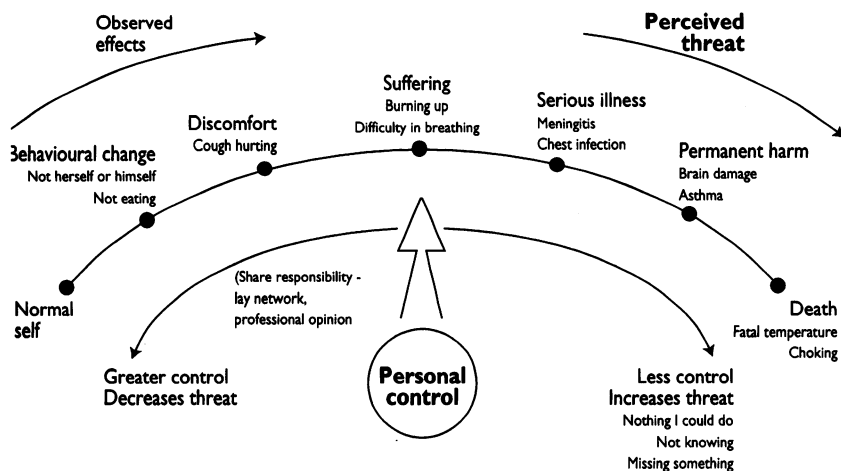 Observed
effects
Perceived
threat
Suffering
Burning up
Difficulty in breathing
Serious illness
Meningitis
Chest infection
Discomfort
Cough hurting
Behavioural change
Not herself or himself
Not eating
Permanent harm
Brain damage
Asthma
Normal
self
(Share responsibility -
lay network,
professional opinion
Death
Fatal temperature
Choking
Greater control
Decreases threat
Personal
control
Less control
Increases threat
Nothing I could do
Not knowing
Missing something